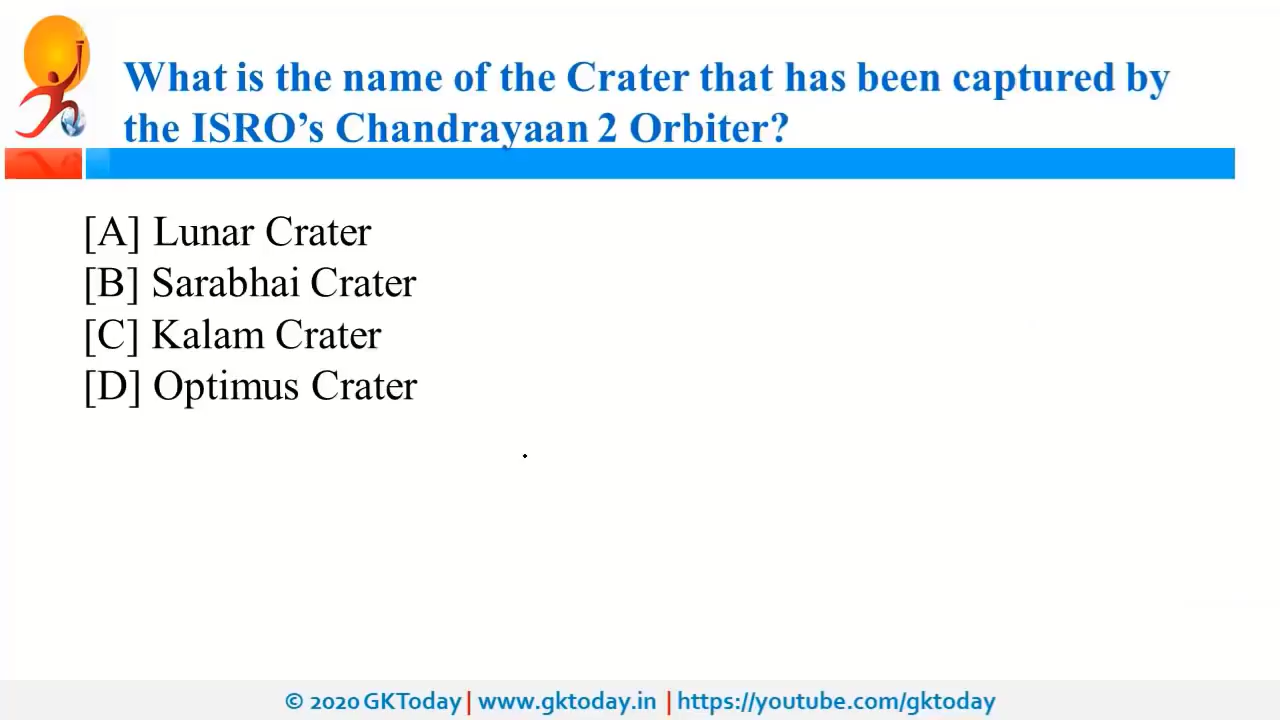 What is the name of the Crater that has been captured by
the ISRO’s Chandrayaan 2 Orbiter?
[A] Lunar Crater
[B] Sarabhai Crater
[C] Kalam Crater
[D] Optimus Crater
© 2020 GKToday | www.gktoday.in | https://youtube.com/gktoday